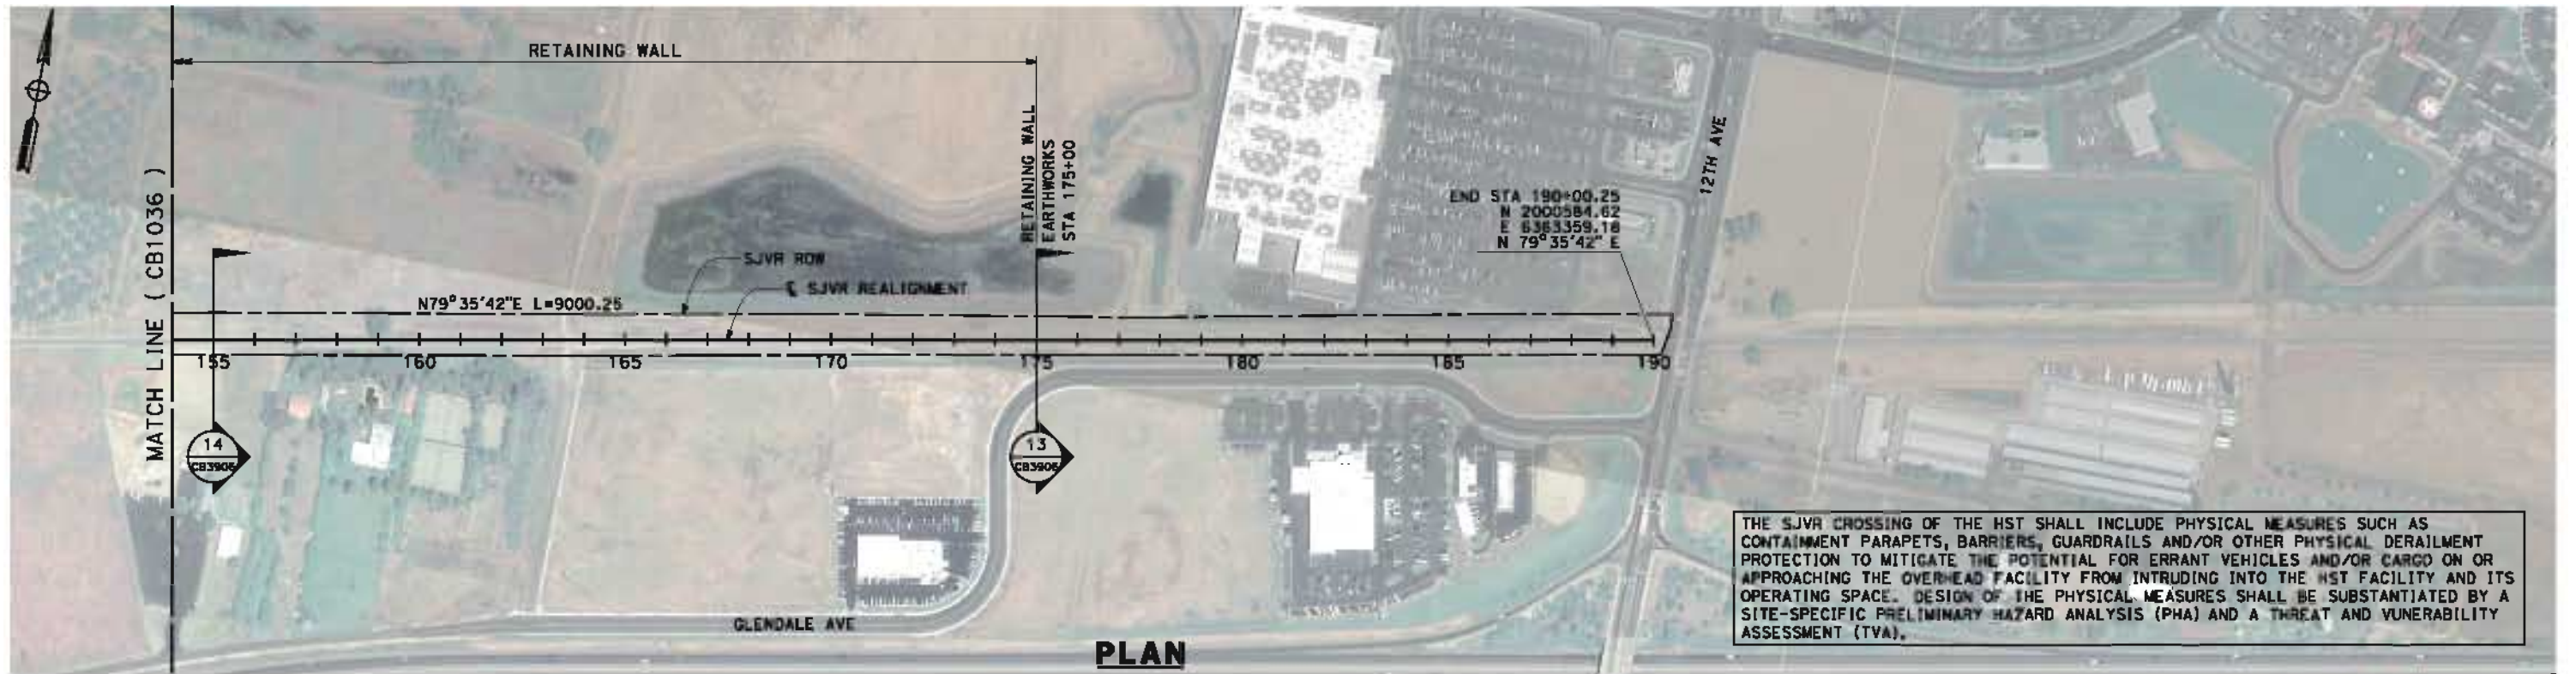 RETAINING WALL
RETAINING WALL
EARTHWORKS
STA 175+00
12TH AVE
END STA 190+00.25
N 2000584.62
E 6363359.18
N 79°35'42" E
MATCH LINE ( CB1036 )
SJVR ROW
℄ SJVR REALIGNMENT
N79°35'42"E L=9000.25
155 160 165 170 175 180 185 190
14
CB3906
13
CB3906
GLENDALE AVE
PLAN
THE SJVR CROSSING OF THE HST SHALL INCLUDE PHYSICAL MEASURES SUCH AS
CONTAINMENT PARAPETS, BARRIERS, GUARDRAILS AND/OR OTHER PHYSICAL DERAILMENT
PROTECTION TO MITIGATE THE POTENTIAL FOR ERRANT VEHICLES AND/OR CARGO ON OR
APPROACHING THE OVERHEAD FACILITY FROM INTRUDING INTO THE HST FACILITY AND ITS
OPERATING SPACE. DESIGN OF THE PHYSICAL MEASURES SHALL BE SUBSTANTIATED BY A
SITE-SPECIFIC PRELIMINARY HAZARD ANALYSIS (PHA) AND A THREAT AND VUNERABILITY
ASSESSMENT (TVA).